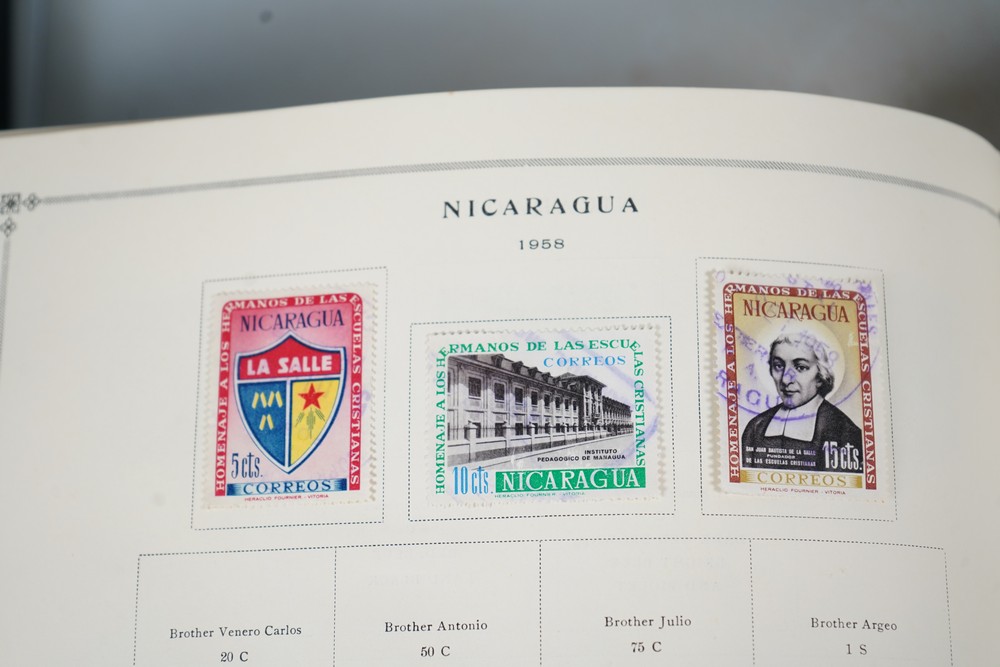 NICARAGUA
1958
HOMENAJE A LOS HERMANOS DE LAS ESCUELAS CRISTIANAS
NICARAGUA
LA SALLE
5cts.
CORREOS
HERACLIO FOURNIER - VITORIA
HOMENAJE A LOS HERMANOS DE LAS ESCUELAS CRISTIANAS
CORREOS
INSTITUTO
PEDAGOGICO DE MANAGUA
10 cts.
NICARAGUA
HERACLIO FOURNIER - VITORIA
HOMENAJE A LOS HERMANOS DE LAS ESCUELAS CRISTIANAS
NICARAGUA
SAN JUAN BAUTISTA DE LA SALLE
FUNDADOR
DE LAS ESCUELAS CRISTIANAS
15cts.
CORREOS
HERACLIO FOURNIER - VITORIA
Brother Venero Carlos
20 C
Brother Antonio
50 C
Brother Julio
75 C
Brother Argeo
1 S